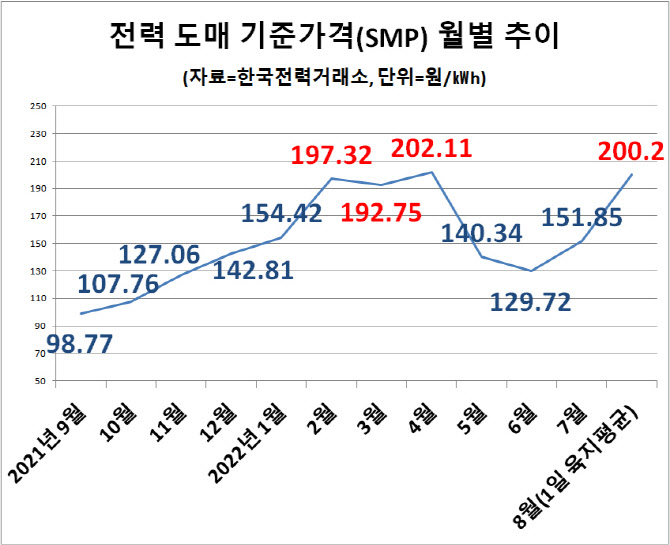 전력 도매 기준가격(SMP) 월별 추이
(자료=한국전력거래소, 단위=원/kWh)
250
230
210
190
170
150
130
110
90
70
50
98.77
107.76
127.06
142.81
154.42
197.32
192.75
202.11
140.34
129.72
151.85
200.2
2021년 9월
10월
11월
12월
2022년 1월
2월
3월
4월
5월
6월
7월
8월(1일 육지평균)